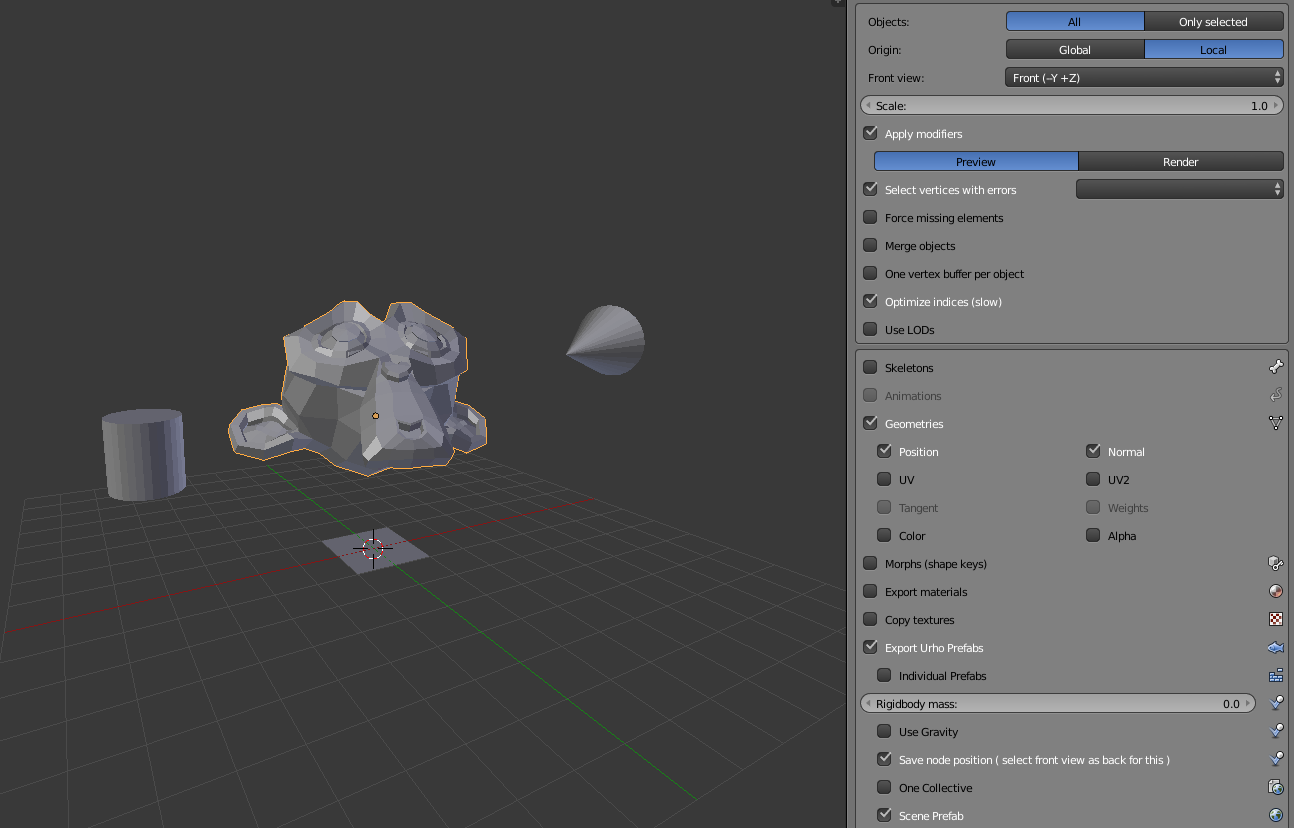 Objects: All Only selected
Origin: Global Local
Front view: Front (-Y +Z)
Scale: 1.0
Apply modifiers
Preview Render
Select vertices with errors
Force missing elements
Merge objects
One vertex buffer per object
Optimize indices (slow)
Use LODs
Skeletons
Animations
Geometries
Position Normal
UV UV2
Tangent Weights
Color Alpha
Morphs (shape keys)
Export materials
Copy textures
Export Urho Prefabs
Individual Prefabs
Rigidbody mass: 0.0
Use Gravity
Save node position ( select front view as back for this )
One Collective
Scene Prefab